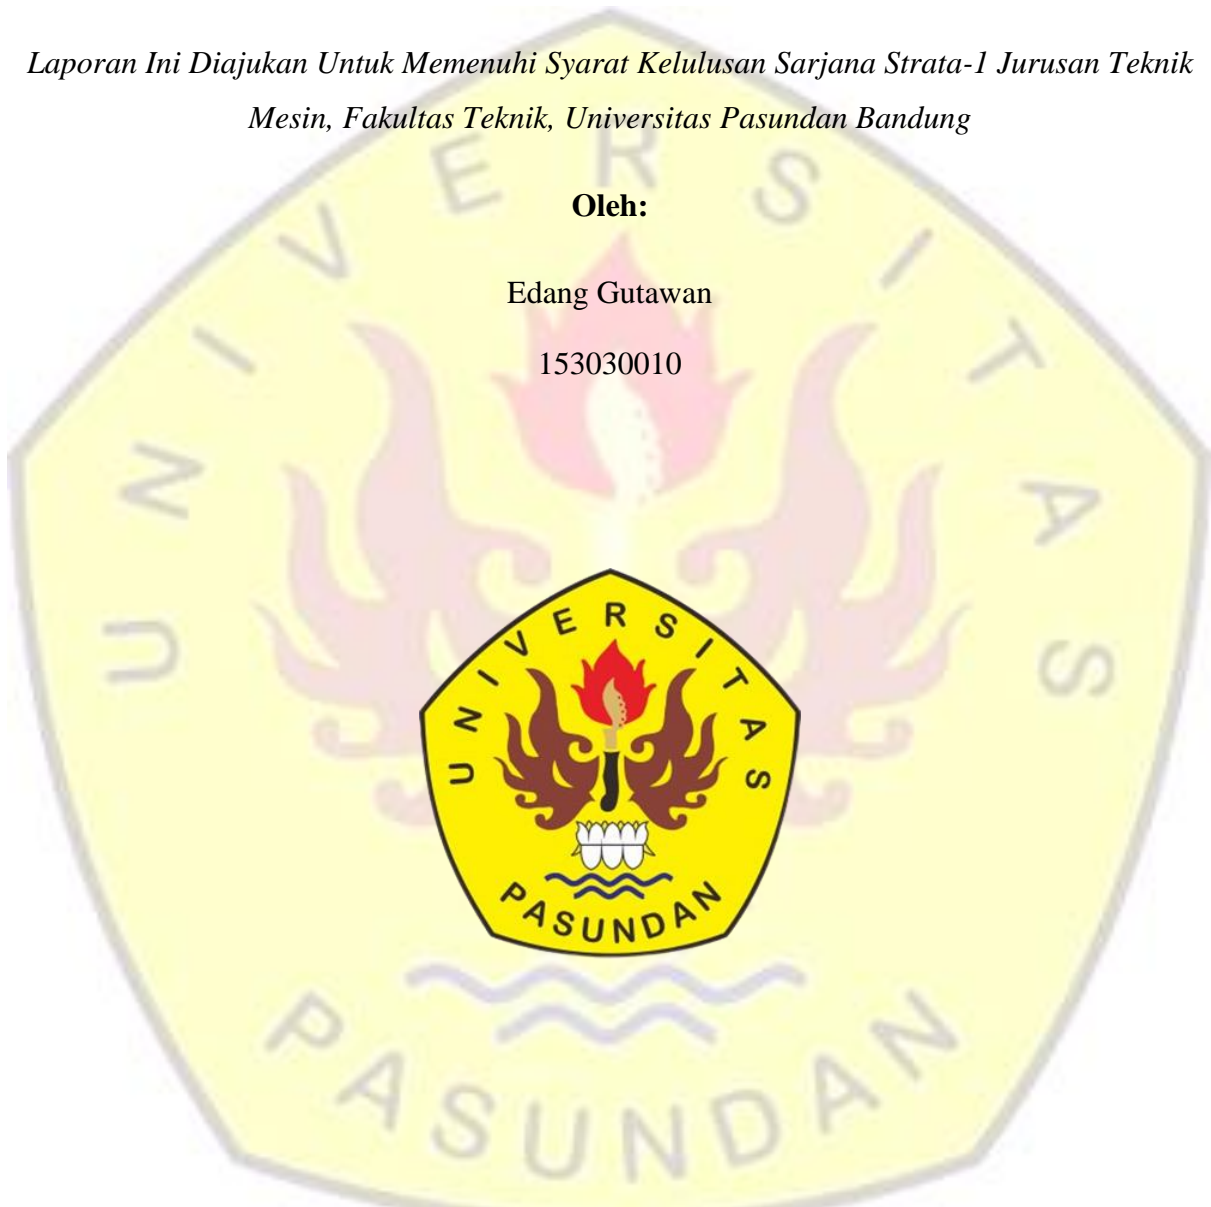 Laporan Ini Diajukan Untuk Memenuhi Syarat Kelulusan Sarjana Strata-1 Jurusan Teknik
Mesin, Fakultas Teknik, Universitas Pasundan Bandung
Oleh:
Edang Gutawan
153030010
UNIVERSITAS
PASUNDAN
UNIVERSITAS
PASUNDAN